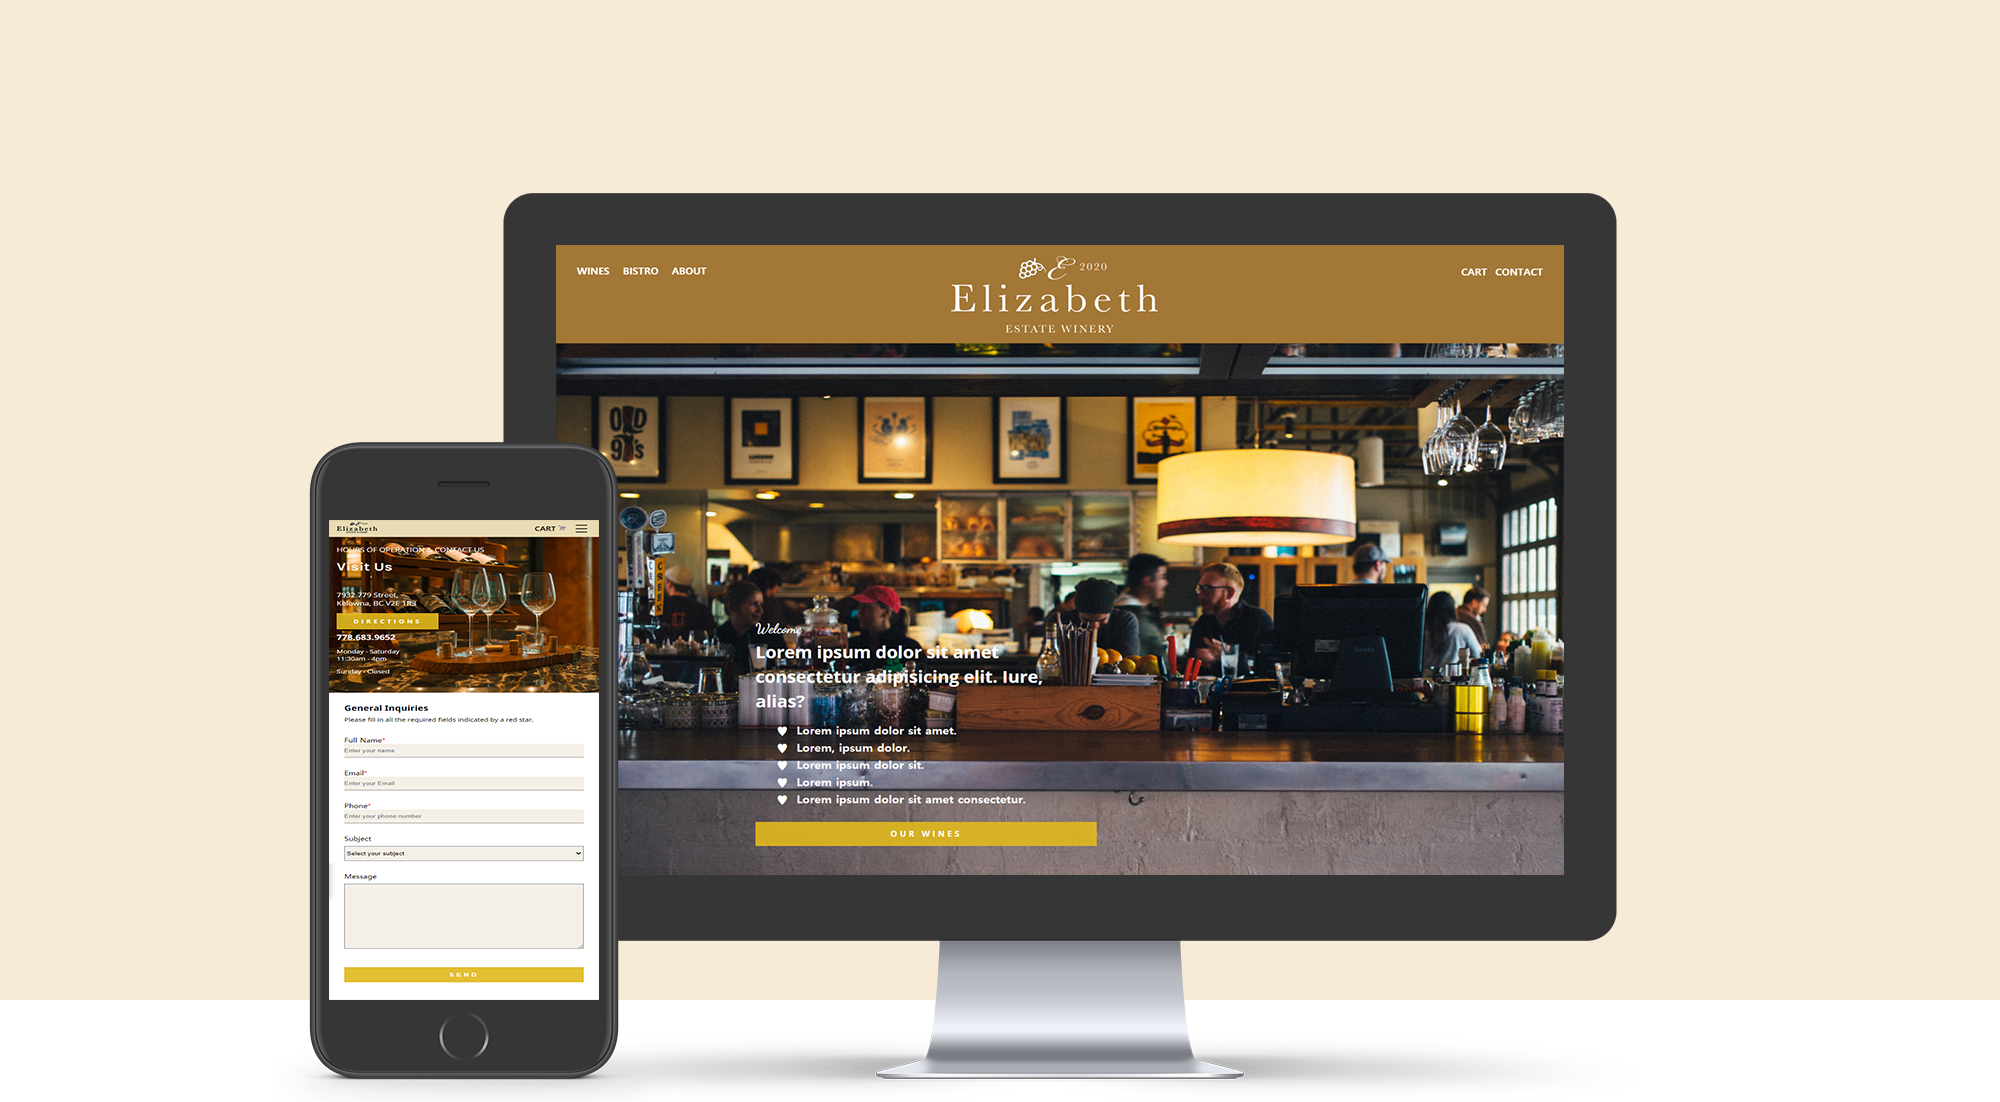 WINES BISTRO ABOUT
E 2020
Elizabeth
ESTATE WINERY
CART CONTACT
OLD
90's
Welcome
Lorem ipsum dolor sit amet
consectetur adipisicing elit. Iure,
alias?
Lorem ipsum dolor sit amet.
Lorem, ipsum dolor.
Lorem ipsum dolor sit.
Lorem ipsum.
Lorem ipsum dolor sit amet consectetur.
OUR WINES
Elizabeth
CART
HOURS OF OPERATION & CONTACT US
Visit Us
7932 779 Street,
Kelowna, BC V2E 1R3
DIRECTIONS
778.683.9652
Monday - Saturday
11:30am - 4pm
Sunday - Closed
General Inquiries
Please fill in all the required fields indicated by a red star.
Full Name*
Enter your name
Email*
Enter your Email
Phone*
Enter your phone number
Subject
Select your subject
Message
SEND